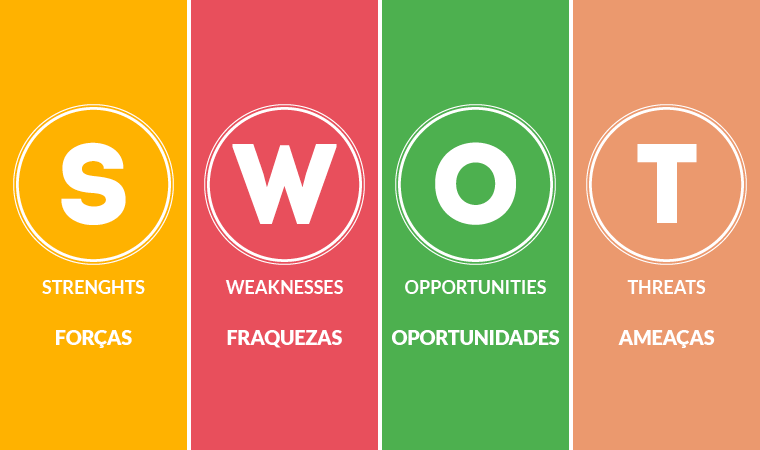 S
STRENGHTS
FORÇAS
W
WEAKNESSES
FRAQUEZAS
O
OPPORTUNITIES
OPORTUNIDADES
T
THREATS
AMEAÇAS